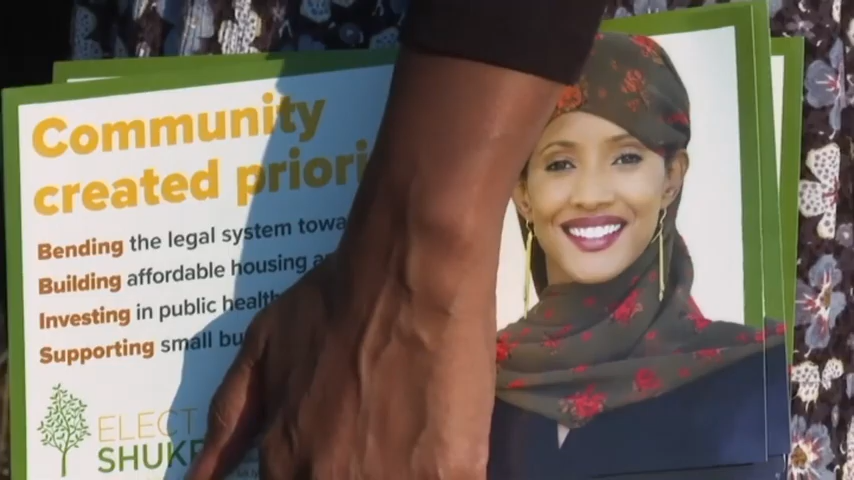 Community
created priori
Bending the legal system towa
Building affordable housing a
Investing in public health
Supporting small bu
ELECT
SHUK